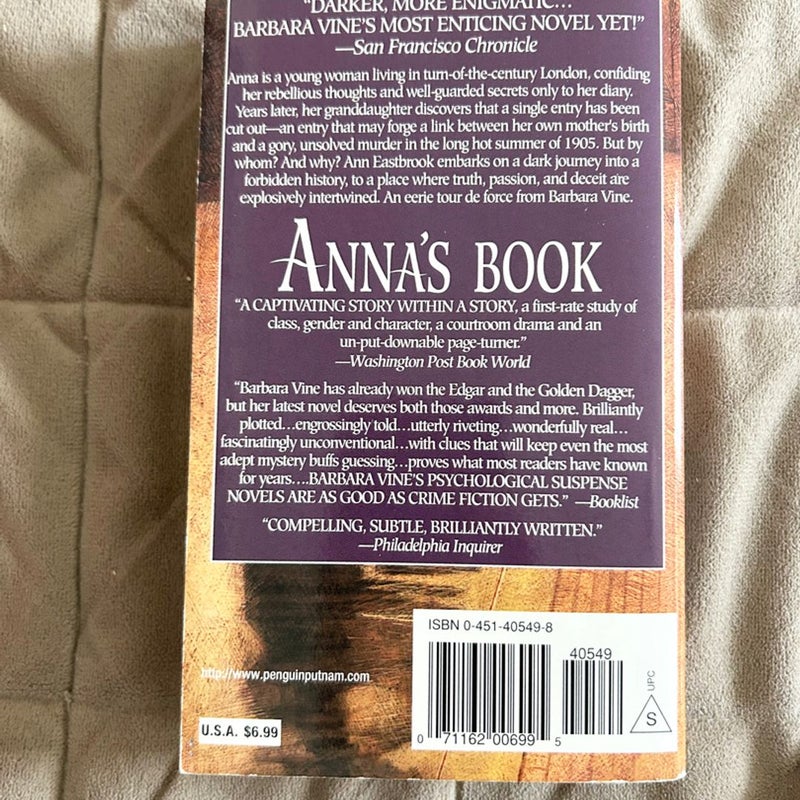 "DARKER, MORE ENIGMATIC...
BARBARA VINE'S MOST ENTICING NOVEL YET!"
—San Francisco Chronicle
Anna is a young woman living in turn-of-the-century London, confiding
her rebellious thoughts and well-guarded secrets only to her diary.
Years later, her granddaughter discovers that a single entry has been
cut out—an entry that may forge a link between her own mother's birth
and a gory, unsolved murder in the long hot summer of 1905. But by
whom? And why? Ann Eastbrook embarks on a dark journey into a
forbidden history, to a place where truth, passion, and deceit are
explosively intertwined. An eerie tour de force from Barbara Vine.
ANNA'S BOOK
"A CAPTIVATING STORY WITHIN A STORY, a first-rate study of
class, gender and character, a courtroom drama and an
un-put-downable page-turner."
—Washington Post Book World
"Barbara Vine has already won the Edgar and the Golden Dagger,
but her latest novel deserves both those awards and more. Brilliantly
plotted...engrossingly told...utterly riveting...wonderfully real...
fascinatingly unconventional...with clues that will keep even the most
adept mystery buffs guessing...proves what most readers have known
for years....BARBARA VINE'S PSYCHOLOGICAL SUSPENSE
NOVELS ARE AS GOOD AS CRIME FICTION GETS." —Booklist
"COMPELLING, SUBTLE, BRILLIANTLY WRITTEN."
—Philadelphia Inquirer
ISBN 0-451-40549-8
40549
UPC
S
http://www.penguinputnam.com
U.S.A. $6.99
0 71162 00699 5